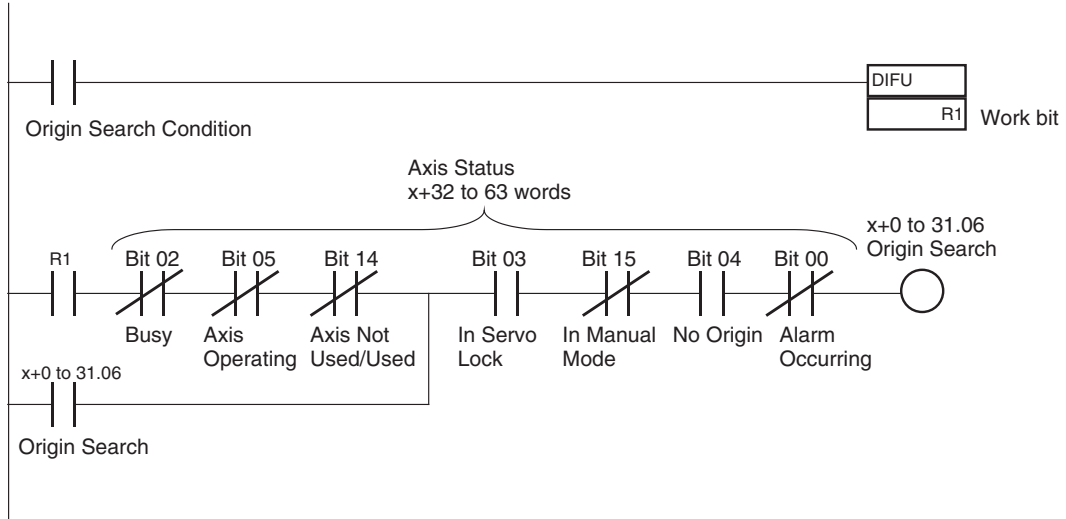 DIFU
R1
Work bit
Origin Search Condition
Axis Status
x+32 to 63 words
x+0 to 31.06
Origin Search
R1
Bit 02
Bit 05
Bit 14
Bit 03
Bit 15
Bit 04
Bit 00
Busy
Axis
Operating
Axis Not
Used/Used
In Servo
Lock
In Manual
Mode
No Origin
Alarm
Occurring
x+0 to 31.06
Origin Search